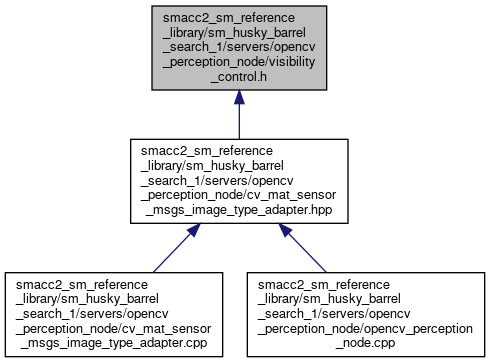 smacc2_sm_reference
_library/sm_husky_barrel
_search_1/servers/opencv
_perception_node/visibility
_control.h
smacc2_sm_reference
_library/sm_husky_barrel
_search_1/servers/opencv
_perception_node/cv_mat_sensor
_msgs_image_type_adapter.hpp
smacc2_sm_reference
_library/sm_husky_barrel
_search_1/servers/opencv
_perception_node/cv_mat_sensor
_msgs_image_type_adapter.cpp
smacc2_sm_reference
_library/sm_husky_barrel
_search_1/servers/opencv
_perception_node/opencv_perception
_node.cpp